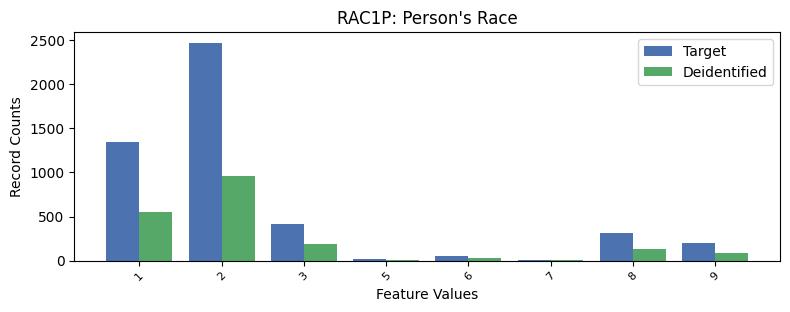 RAC1P: Person's Race
Target
Deidentified
Record Counts
2500
2000
1500
1000
500
0
1 2 3 5 6 7 8 9
Feature Values